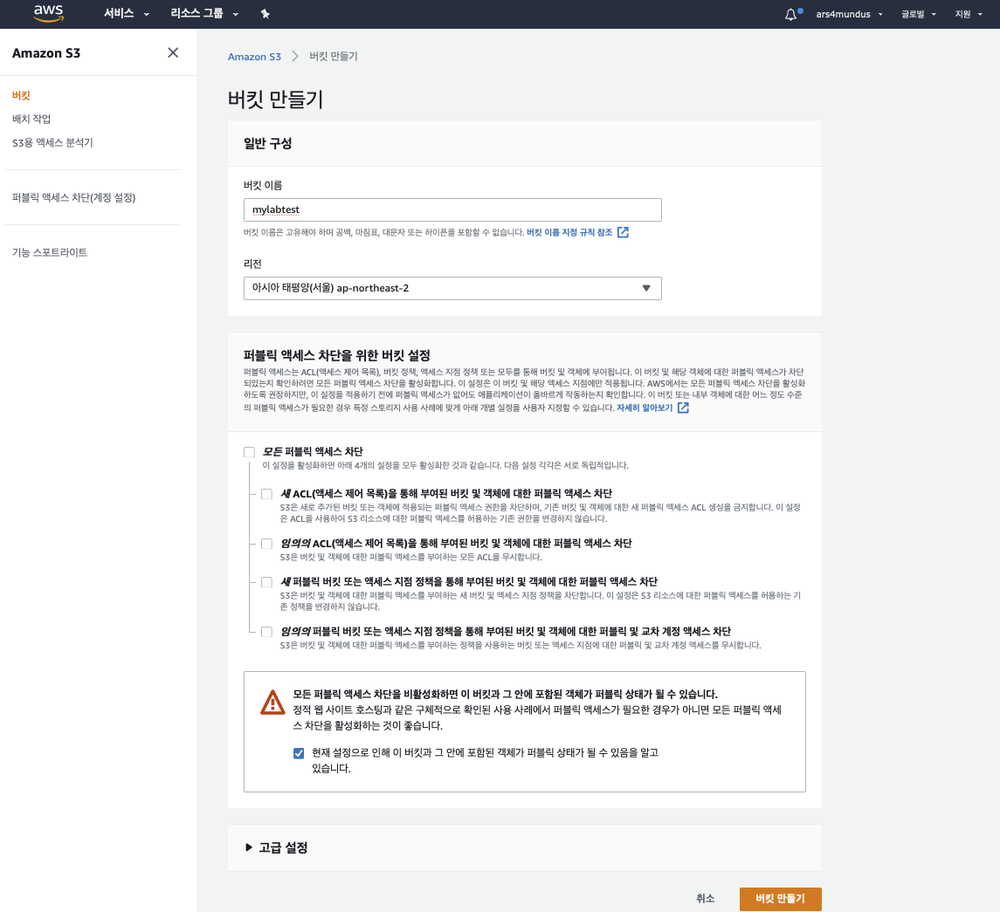 aws 서비스 리소스 그룹 ars4mundus 글로벌 지원
Amazon S3
버킷
배치 작업
S3용 액세스 분석기
퍼블릭 액세스 차단(계정 설정)
기능 스포트라이트
Amazon S3 버킷 만들기
버킷 만들기
일반 구성
버킷 이름
mylabtest
버킷 이름은 고유해야 하며 공백, 마침표, 대문자 또는 하이픈을 포함할 수 없습니다. 버킷 이름 지정 규칙 참조
리전
아시아 태평양(서울) ap-northeast-2
퍼블릭 액세스 차단을 위한 버킷 설정
퍼블릭 액세스는 ACL(액세스 제어 목록), 버킷 정책, 액세스 지점 정책 또는 모두를 통해 버킷 및 객체에 부여됩니다. 이 버킷 및 해당 객체에 대한 퍼블릭 액세스가 차단
되었는지 확인하려면 모든 퍼블릭 액세스 차단을 활성화합니다. 이 설정은 이 버킷 및 해당 액세스 지점에만 적용됩니다. AWS에서는 모든 퍼블릭 액세스 차단을 활성화
하도록 권장하지만, 이 설정을 적용하기 전에 퍼블릭 액세스가 없어도 애플리케이션이 올바르게 작동하는지 확인합니다. 이 버킷 또는 내부 객체에 대한 어느 정도 수준
의 퍼블릭 액세스가 필요한 경우 특정 스토리지 사용 사례에 맞게 아래 개별 설정을 사용자 지정할 수 있습니다. 자세히 알아보기
모든 퍼블릭 액세스 차단
이 설정을 활성화하면 아래 4개의 설정을 모두 활성화한 것과 같습니다. 다음 설정 각각은 서로 독립적입니다.
새 ACL(액세스 제어 목록)을 통해 부여된 버킷 및 객체에 대한 퍼블릭 액세스 차단
S3은 새로 추가된 버킷 또는 객체에 적용되는 퍼블릭 액세스 권한을 차단하며, 기존 버킷 및 객체에 대한 새 퍼블릭 액세스 ACL 생성을 금지합니다. 이 설정
은 ACL을 사용하여 S3 리소스에 대한 퍼블릭 액세스를 허용하는 기존 권한을 변경하지 않습니다.
임의의 ACL(액세스 제어 목록)을 통해 부여된 버킷 및 객체에 대한 퍼블릭 액세스 차단
S3은 버킷 및 객체에 대한 퍼블릭 액세스를 부여하는 모든 ACL을 무시합니다.
새 퍼블릭 버킷 또는 액세스 지점 정책을 통해 부여된 버킷 및 객체에 대한 퍼블릭 액세스 차단
S3은 버킷 및 객체에 대한 퍼블릭 액세스를 부여하는 새 버킷 및 액세스 지점 정책을 차단합니다. 이 설정은 S3 리소스에 대한 퍼블릭 액세스를 허용하는 기
존 정책을 변경하지 않습니다.
임의의 퍼블릭 버킷 또는 액세스 지점 정책을 통해 부여된 버킷 및 객체에 대한 퍼블릭 및 교차 계정 액세스 차단
S3은 버킷 및 객체에 대한 퍼블릭 액세스를 부여하는 정책을 사용하는 버킷 또는 액세스 지점에 대한 퍼블릭 및 교차 계정 액세스를 무시합니다.
모든 퍼블릭 액세스 차단을 비활성화하면 이 버킷과 그 안에 포함된 객체가 퍼블릭 상태가 될 수 있습니다.
정적 웹 사이트 호스팅과 같은 구체적으로 확인된 사용 사례에서 퍼블릭 액세스가 필요한 경우가 아니면 모든 퍼블릭 액세
스 차단을 활성화하는 것이 좋습니다.
현재 설정으로 인해 이 버킷과 그 안에 포함된 객체가 퍼블릭 상태가 될 수 있음을 알고
있습니다.
고급 설정
취소 버킷 만들기